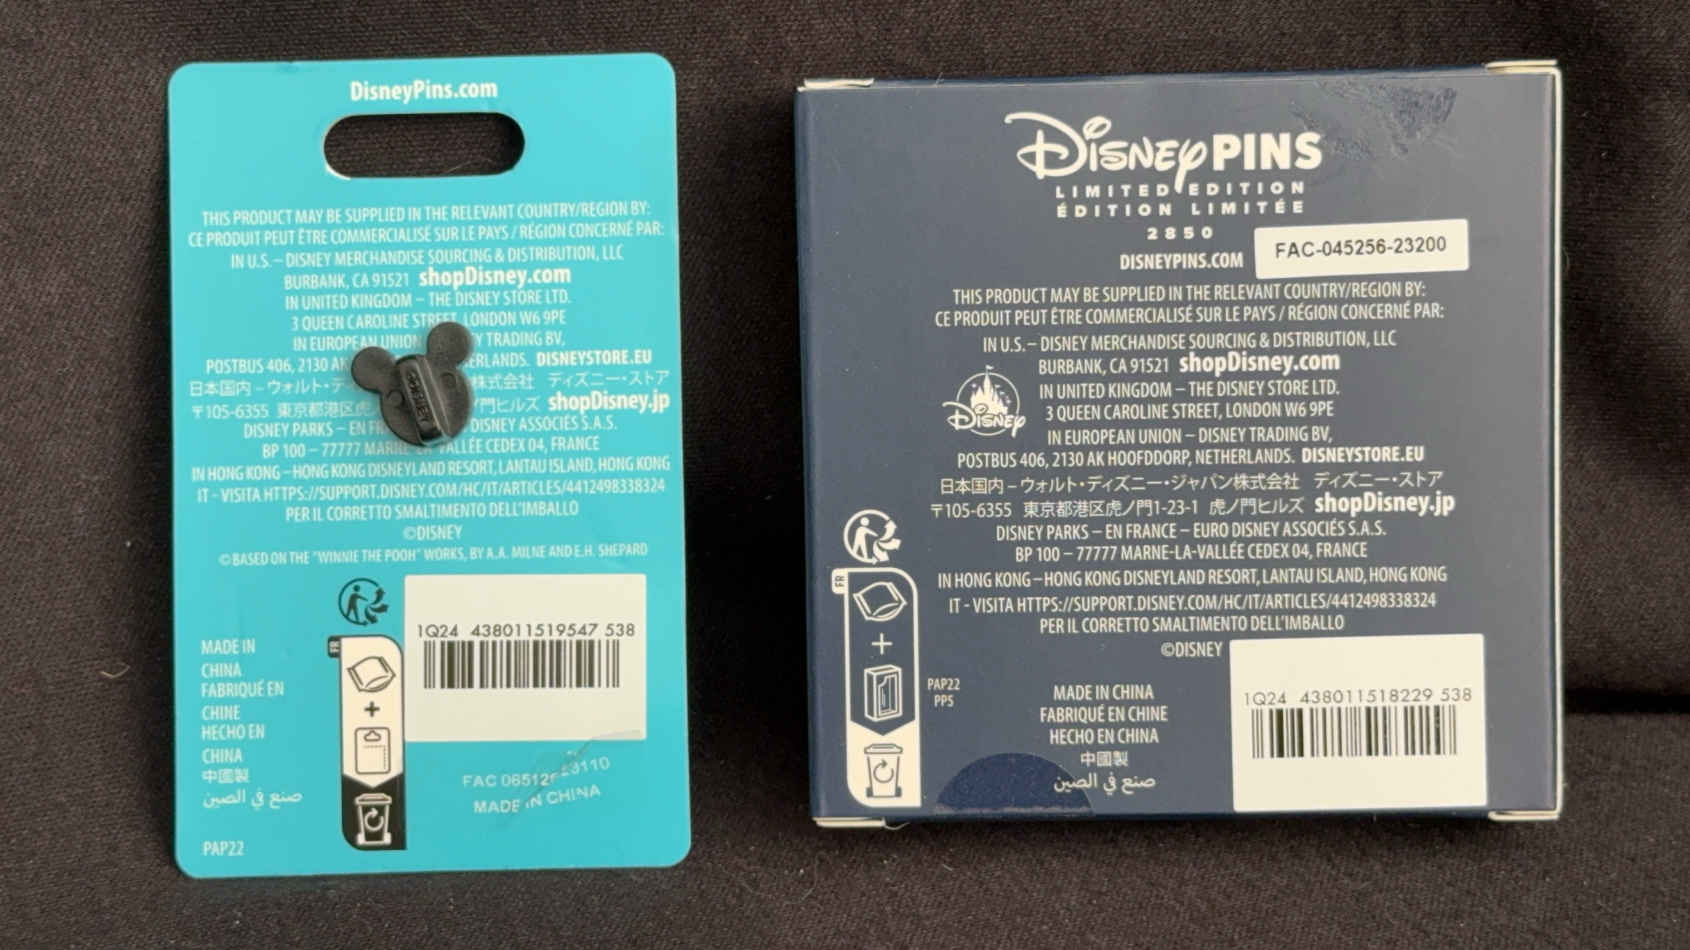 DisneyPins.com
THIS PRODUCT MAY BE SUPPLIED IN THE RELEVANT COUNTRY/REGION BY:
CE PRODUIT PEUT ÊTRE COMMERCIALISÉ SUR LE PAYS / RÉGION CONCERNÉ PAR:
IN U.S. – DISNEY MERCHANDISE SOURCING & DISTRIBUTION, LLC
BURBANK, CA 91521 shopDisney.com
IN UNITED KINGDOM – THE DISNEY STORE LTD.
3 QUEEN CAROLINE STREET, LONDON W6 9PE
IN EUROPEAN UNION Y TRADING BV,
POSTBUS 406, 2130 AK ERLANDS. DISNEYSTORE.EU
日本国内 – ウォルト・デ 株式会社 ディズニー・ストア
〒105-6355 東京都港区虎 門ヒルズ shopDisney.jp
DISNEY PARKS – EN FR DISNEY ASSOCIÉS S.A.S.
BP 100 – 77777 MARNE-LA-VALLÉE CEDEX 04, FRANCE
IN HONG KONG – HONG KONG DISNEYLAND RESORT, LANTAU ISLAND, HONG KONG
IT - VISITA HTTPS://SUPPORT.DISNEY.COM/HC/IT/ARTICLES/4412498338324
PER IL CORRETTO SMALTIMENTO DELL'IMBALLO
©DISNEY
© BASED ON THE "WINNIE THE POOH" WORKS, BY A.A. MILNE AND E.H. SHEPARD
1Q24 438011519547 538
FR
MADE IN
CHINA
FABRIQUÉ EN
CHINE
HECHO EN
CHINA
中國製
صنع في الصين
PAP22
FAC 06512 23110
MADE IN CHINA
Disney PINS
LIMITED EDITION
ÉDITION LIMITÉE
2850
DISNEYPINS.COM
FAC-045256-23200
THIS PRODUCT MAY BE SUPPLIED IN THE RELEVANT COUNTRY/REGION BY:
CE PRODUIT PEUT ÊTRE COMMERCIALISÉ SUR LE PAYS / RÉGION CONCERNÉ PAR:
IN U.S. – DISNEY MERCHANDISE SOURCING & DISTRIBUTION, LLC
BURBANK, CA 91521 shopDisney.com
Disney
IN UNITED KINGDOM – THE DISNEY STORE LTD.
3 QUEEN CAROLINE STREET, LONDON W6 9PE
IN EUROPEAN UNION – DISNEY TRADING BV,
POSTBUS 406, 2130 AK HOOFDDORP, NETHERLANDS. DISNEYSTORE.EU
日本国内 – ウォルト・ディズニー・ジャパン株式会社 ディズニー・ストア
〒105-6355 東京都港区虎ノ門1-23-1 虎ノ門ヒルズ shopDisney.jp
DISNEY PARKS – EN FRANCE – EURO DISNEY ASSOCIÉS S.A.S.
BP 100 – 77777 MARNE-LA-VALLÉE CEDEX 04, FRANCE
IN HONG KONG – HONG KONG DISNEYLAND RESORT, LANTAU ISLAND, HONG KONG
IT - VISITA HTTPS://SUPPORT.DISNEY.COM/HC/IT/ARTICLES/4412498338324
PER IL CORRETTO SMALTIMENTO DELL'IMBALLO
©DISNEY
FR
PAP22
PP5
MADE IN CHINA
FABRIQUÉ EN CHINE
HECHO EN CHINA
中國製
صنع في الصين
1Q24 438011518229 538